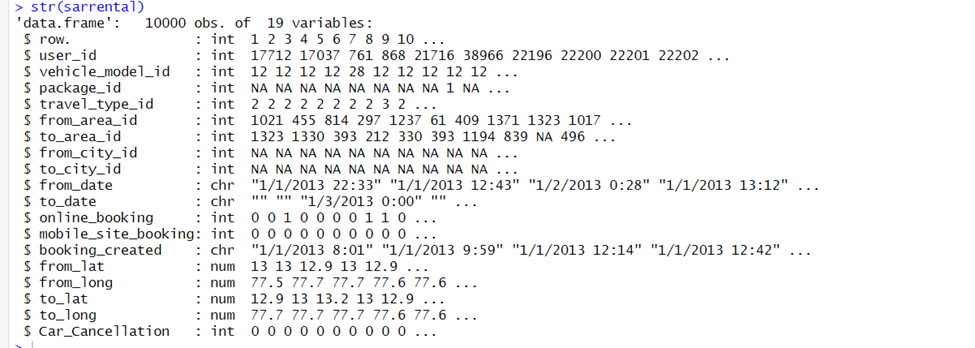 > str(sarrental)
'data.frame':	10000 obs. of  19 variables:
 $ row.               : int  1 2 3 4 5 6 7 8 9 10 ...
 $ user_id            : int  17712 17037 761 868 21716 38966 22196 22200 22201 22202 ...
 $ vehicle_model_id   : int  12 12 12 12 28 12 12 12 12 12 ...
 $ package_id         : int  NA NA NA NA NA NA NA NA 1 NA ...
 $ travel_type_id     : int  2 2 2 2 2 2 2 2 3 2 ...
 $ from_area_id       : int  1021 455 814 297 1237 61 409 1371 1323 1017 ...
 $ to_area_id         : int  1323 1330 393 212 330 393 1194 839 NA 496 ...
 $ from_city_id       : int  NA NA NA NA NA NA NA NA NA NA ...
 $ to_city_id         : int  NA NA NA NA NA NA NA NA NA NA ...
 $ from_date          : chr  "1/1/2013 22:33" "1/1/2013 12:43" "1/2/2013 0:28" "1/1/2013 13:12" ...
 $ to_date            : chr  "" "" "1/3/2013 0:00" "" ...
 $ online_booking     : int  0 0 1 0 0 0 0 1 1 0 ...
 $ mobile_site_booking: int  0 0 0 0 0 0 0 0 0 0 ...
 $ booking_created    : chr  "1/1/2013 8:01" "1/1/2013 9:59" "1/1/2013 12:14" "1/1/2013 12:42" ...
 $ from_lat           : num  13 13 12.9 13 12.9 ...
 $ from_long          : num  77.5 77.7 77.7 77.6 77.6 ...
 $ to_lat             : num  12.9 13 13.2 13 12.9 ...
 $ to_long            : num  77.7 77.7 77.7 77.6 77.6 ...
 $ Car_Cancellation   : int  0 0 0 0 0 0 0 0 0 0 ...
>